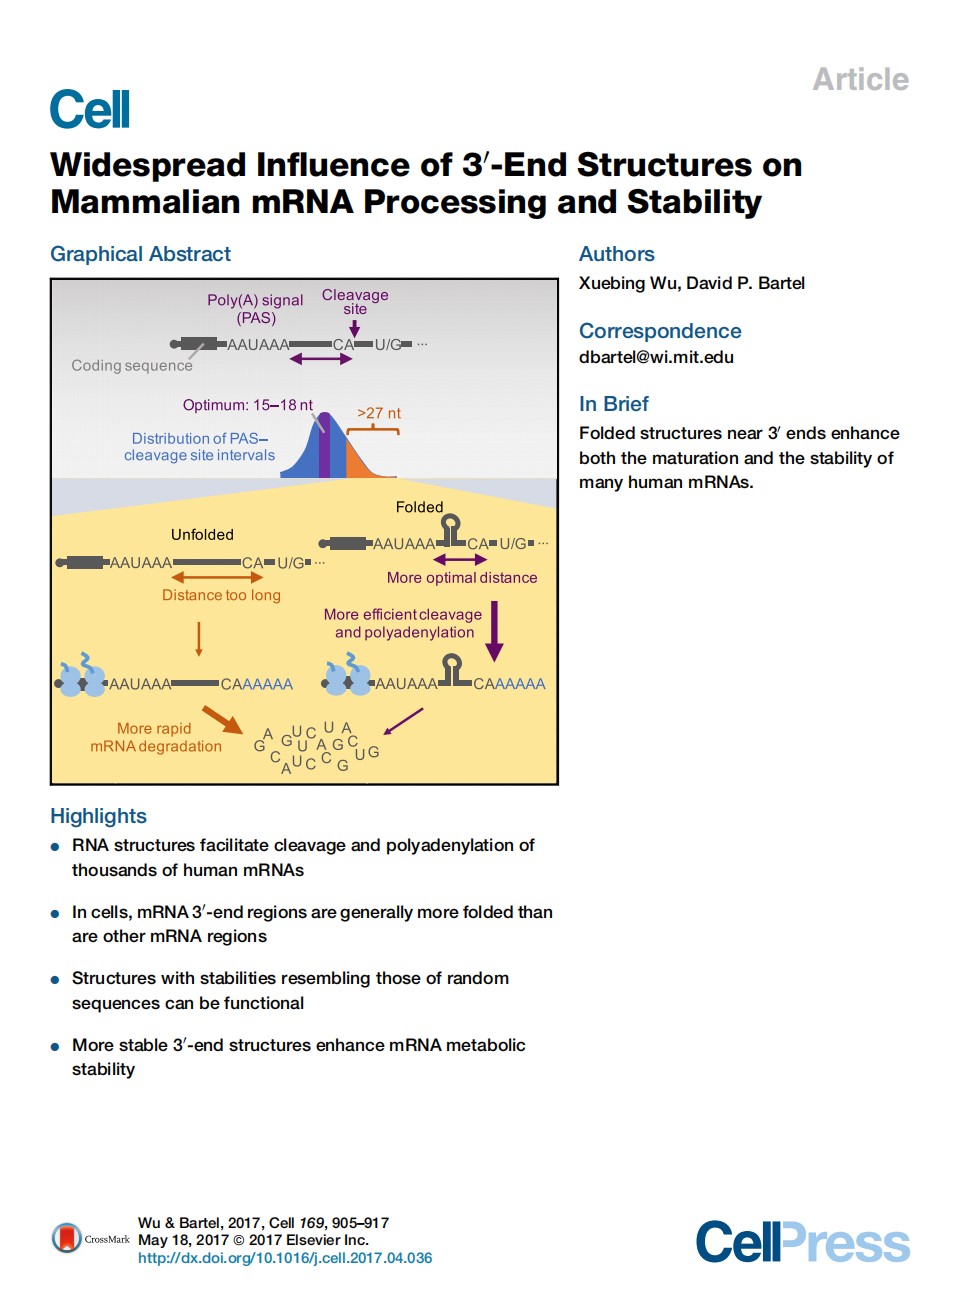 Article
Cell
Widespread Influence of 3′-End Structures on
Mammalian mRNA Processing and Stability
Graphical Abstract
Poly(A) signal
(PAS)
Cleavage
site
AAUAAA CA U/G ...
Coding sequence
Optimum: 15–18 nt
>27 nt
Distribution of PAS–
cleavage site intervals
Unfolded
AAUAAA CA U/G ...
Distance too long
Folded
AAUAAA CA U/G ...
More optimal distance
More efficient cleavage
and polyadenylation
AAUAAA CAAAAAA
AAUAAA CAAAAAA
More rapid
mRNA degradation
G A G U C U A
C U A G C U G
A U C C G
Authors
Xuebing Wu, David P. Bartel
Correspondence
dbartel@wi.mit.edu
In Brief
Folded structures near 3′ ends enhance
both the maturation and the stability of
many human mRNAs.
Highlights
● RNA structures facilitate cleavage and polyadenylation of
thousands of human mRNAs
● In cells, mRNA 3′-end regions are generally more folded than
are other mRNA regions
● Structures with stabilities resembling those of random
sequences can be functional
● More stable 3′-end structures enhance mRNA metabolic
stability
CrossMark
Wu & Bartel, 2017, Cell 169, 905–917
May 18, 2017 © 2017 Elsevier Inc.
http://dx.doi.org/10.1016/j.cell.2017.04.036
CellPress